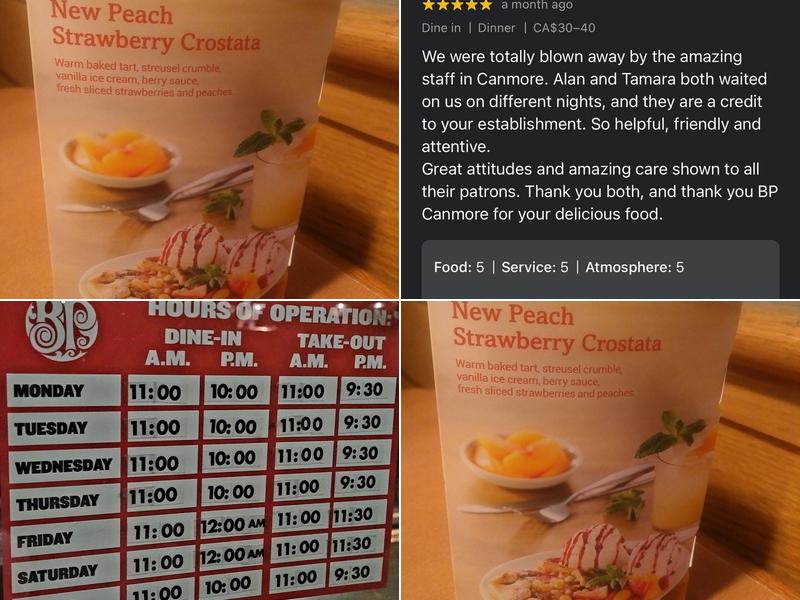 New Peach
Strawberry Crostata
Warm baked tart, streusel crumble,
vanilla ice cream, berry sauce,
fresh sliced strawberries and peaches.
a month ago
Dine in | Dinner | CA$30–40
We were totally blown away by the amazing
staff in Canmore. Alan and Tamara both waited
on us on different nights, and they are a credit
to your establishment. So helpful, friendly and
attentive.
Great attitudes and amazing care shown to all
their patrons. Thank you both, and thank you BP
Canmore for your delicious food.
Food: 5 | Service: 5 | Atmosphere: 5
BP
HOURS OF OPERATION:
DINE-IN TAKE-OUT
A.M. P.M. A.M. P.M.
MONDAY 11:00 10:00 11:00 9:30
TUESDAY 11:00 10:00 11:00 9:30
WEDNESDAY 11:00 10:00 11:00 9:30
THURSDAY 11:00 10:00 11:00 9:30
FRIDAY 11:00 12:00 AM 11:00 11:30
SATURDAY 11:00 12:00 AM 11:00 11:30
11:00 10:00 11:00 9:30
New Peach
Strawberry Crostata
Warm baked tart, streusel crumble,
vanilla ice cream, berry sauce,
fresh sliced strawberries and peaches.